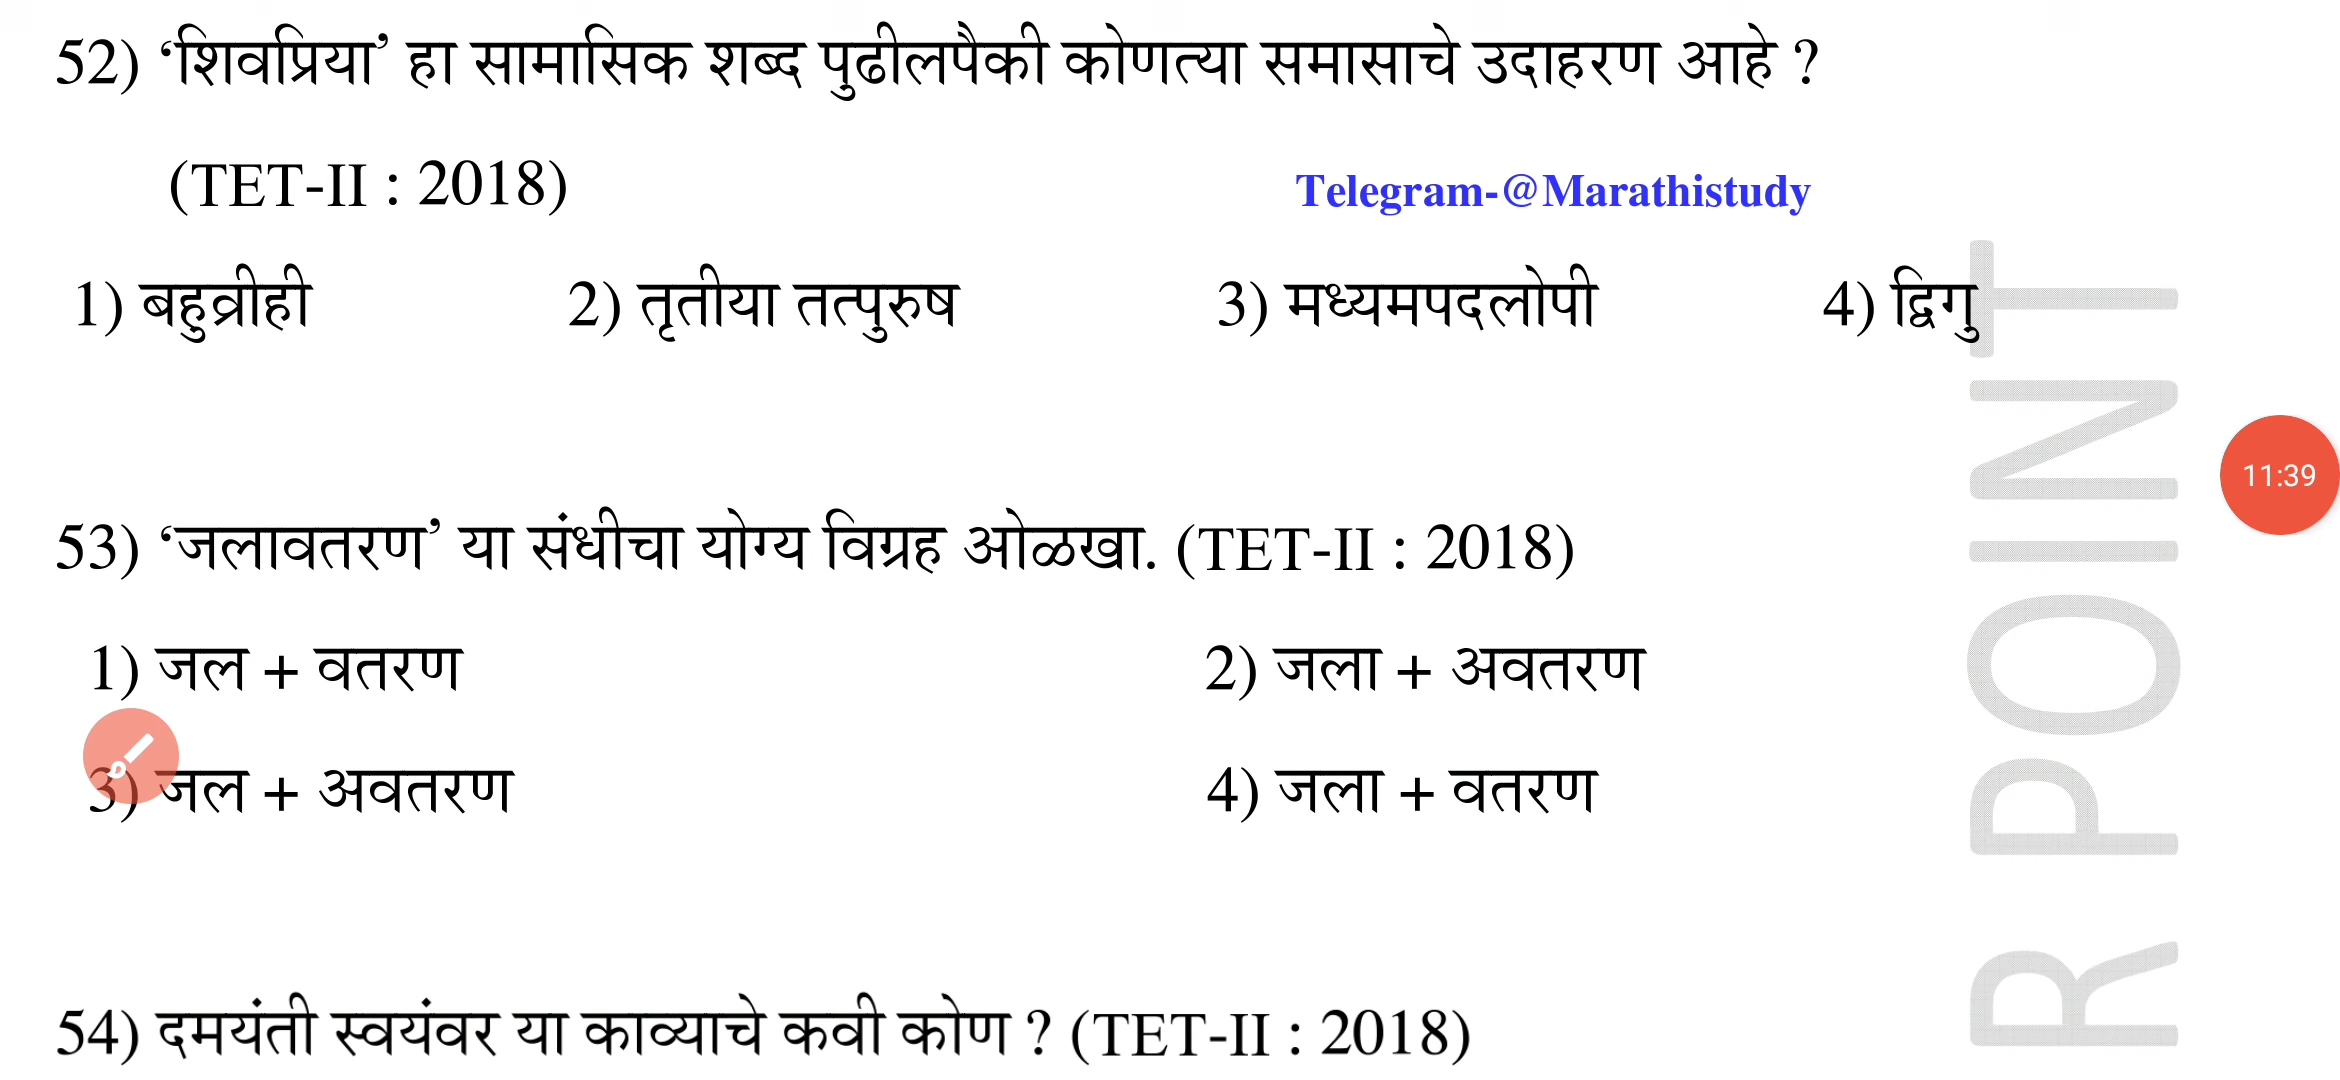 52) ‘शिवप्रिया’ हा सामासिक शब्द पुढीलपैकी कोणत्या समासाचे उदाहरण आहे ?
(TET-II : 2018) Telegram-@Marathistudy
1) बहुव्रीही 2) तृतीया तत्पुरुष 3) मध्यमपदलोपी 4) द्विगु
53) ‘जलावतरण’ या संधीचा योग्य विग्रह ओळखा. (TET-II : 2018)
1) जल + वतरण 2) जला + अवतरण
3) जल + अवतरण 4) जला + वतरण
54) दमयंती स्वयंवर या काव्याचे कवी कोण ? (TET-II : 2018)
R POINT
11:39